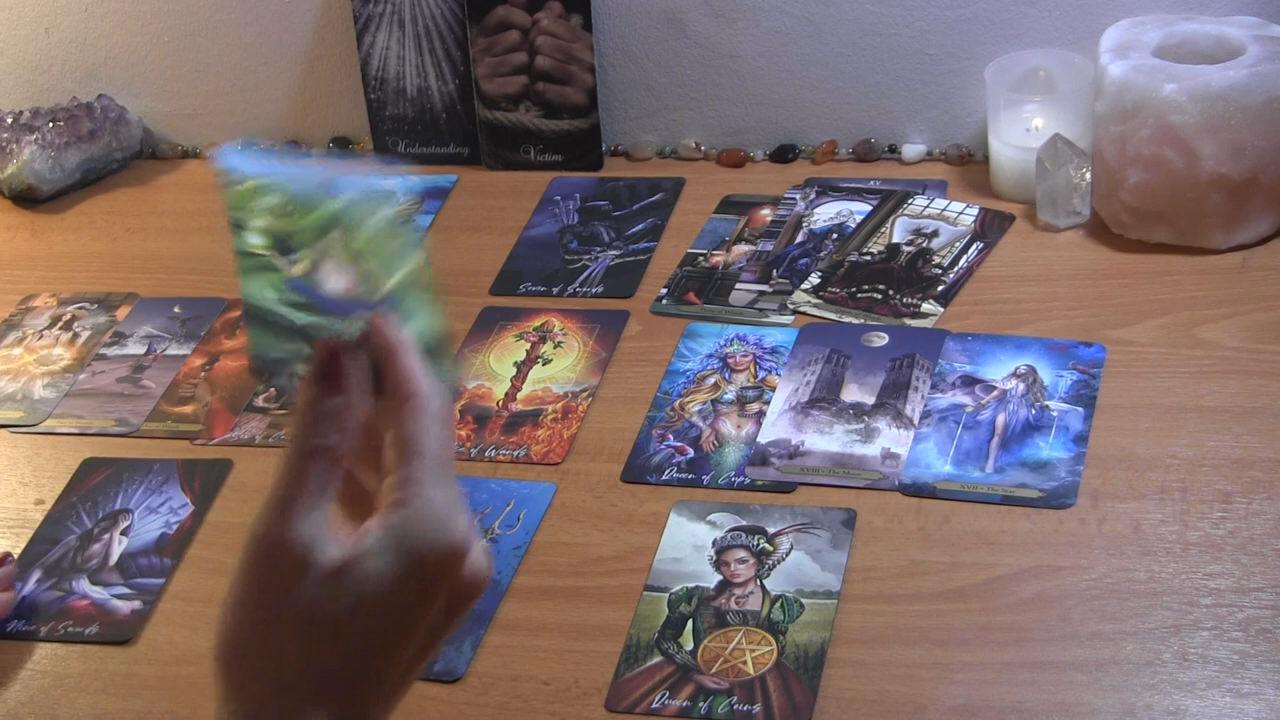 Understanding
Victim
XV
Seven of Swords
of Wands
Queen of Cups
XVIII • The Moon
XVII • The Star
Nine of Swords
Queen of Coins